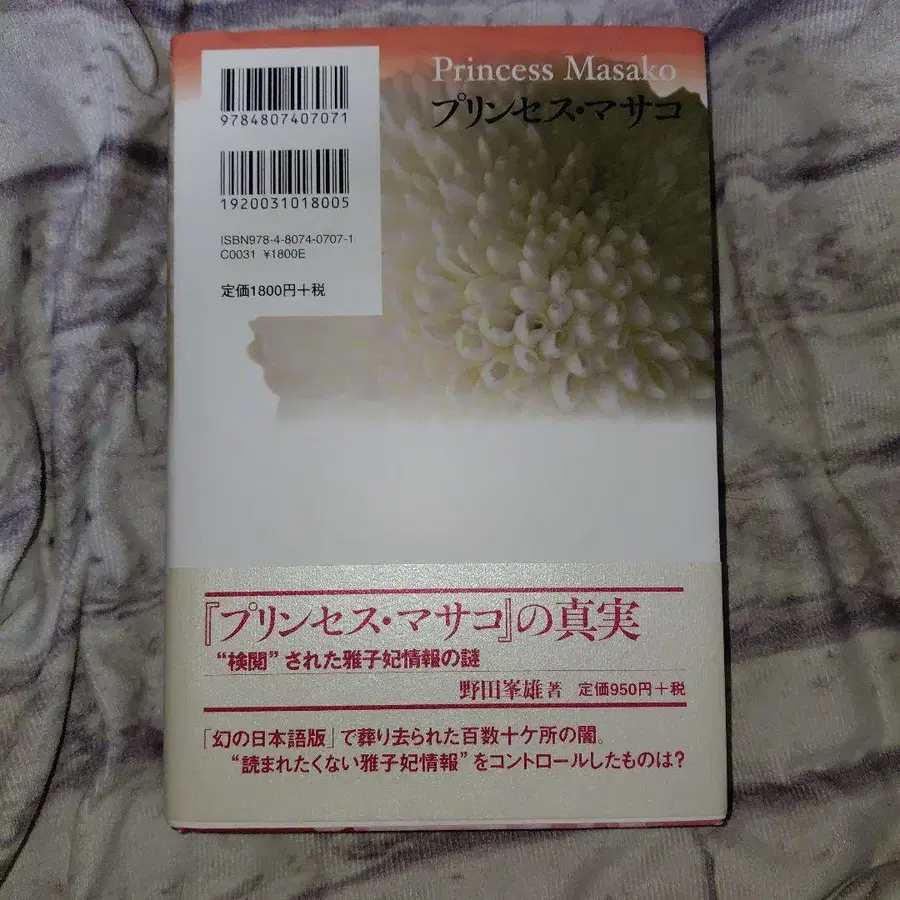 9784807407071
1920031018005
ISBN978-4-8074-0707-1
C0031 ¥1800E
定価1800円+税
Princess Masako
プリンセス・マサコ
『プリンセス・マサコ』の真実
“検閲”された雅子妃情報の謎
野田峯雄著 定価950円+税
「幻の日本語版」で葬り去られた百数十ケ所の闇。
“読まれたくない雅子妃情報”をコントロールしたものは?